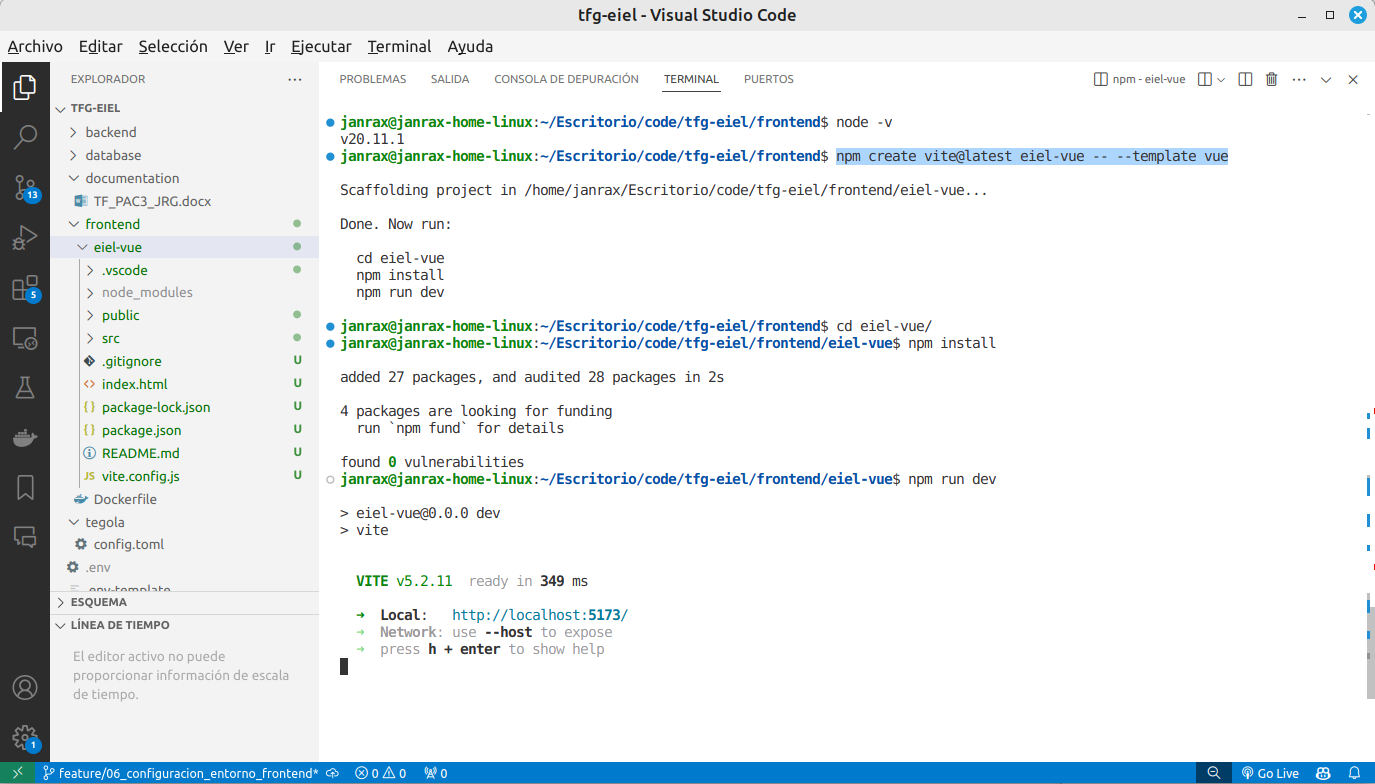 tfg-eiel - Visual Studio Code
Archivo Editar Selección Ver Ir Ejecutar Terminal Ayuda
EXPLORADOR
TFG-EIEL
backend
database
documentation
TF_PAC3_JRG.docx
frontend
eiel-vue
.vscode
node_modules
public
src
.gitignore U
index.html U
package-lock.json U
package.json U
README.md U
JS vite.config.js U
Dockerfile
tegola
config.toml
.env
.env-template
ESQUEMA
LÍNEA DE TIEMPO
El editor activo no puede
proporcionar información de escala
de tiempo.
13
5
1
PROBLEMAS SALIDA CONSOLA DE DEPURACIÓN TERMINAL PUERTOS npm - eiel-vue
janrax@janrax-home-linux:~/Escritorio/code/tfg-eiel/frontend$ node -v
v20.11.1
janrax@janrax-home-linux:~/Escritorio/code/tfg-eiel/frontend$ npm create vite@latest eiel-vue -- --template vue
Scaffolding project in /home/janrax/Escritorio/code/tfg-eiel/frontend/eiel-vue...
Done. Now run:
cd eiel-vue
npm install
npm run dev
janrax@janrax-home-linux:~/Escritorio/code/tfg-eiel/frontend$ cd eiel-vue/
janrax@janrax-home-linux:~/Escritorio/code/tfg-eiel/frontend/eiel-vue$ npm install
added 27 packages, and audited 28 packages in 2s
4 packages are looking for funding
run `npm fund` for details
found 0 vulnerabilities
janrax@janrax-home-linux:~/Escritorio/code/tfg-eiel/frontend/eiel-vue$ npm run dev
> eiel-vue@0.0.0 dev
> vite
VITE v5.2.11 ready in 349 ms
➜ Local: http://localhost:5173/
➜ Network: use --host to expose
➜ press h + enter to show help
feature/06_configuracion_entorno_frontend* 0 0 0 Go Live